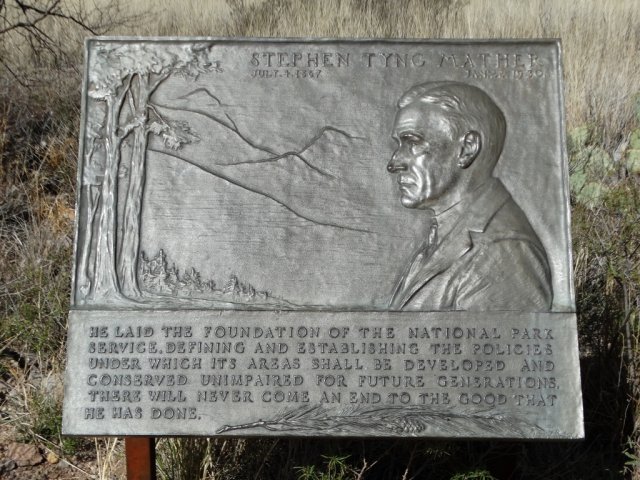 STEPHEN TYNG MATHER
JULY. 4. 1867 JAN. 22. 1930.
HE LAID THE FOUNDATION OF THE NATIONAL PARK
SERVICE, DEFINING AND ESTABLISHING THE POLICIES
UNDER WHICH ITS AREAS SHALL BE DEVELOPED AND
CONSERVED UNIMPAIRED FOR FUTURE GENERATIONS.
THERE WILL NEVER COME AN END TO THE GOOD THAT
HE HAS DONE.